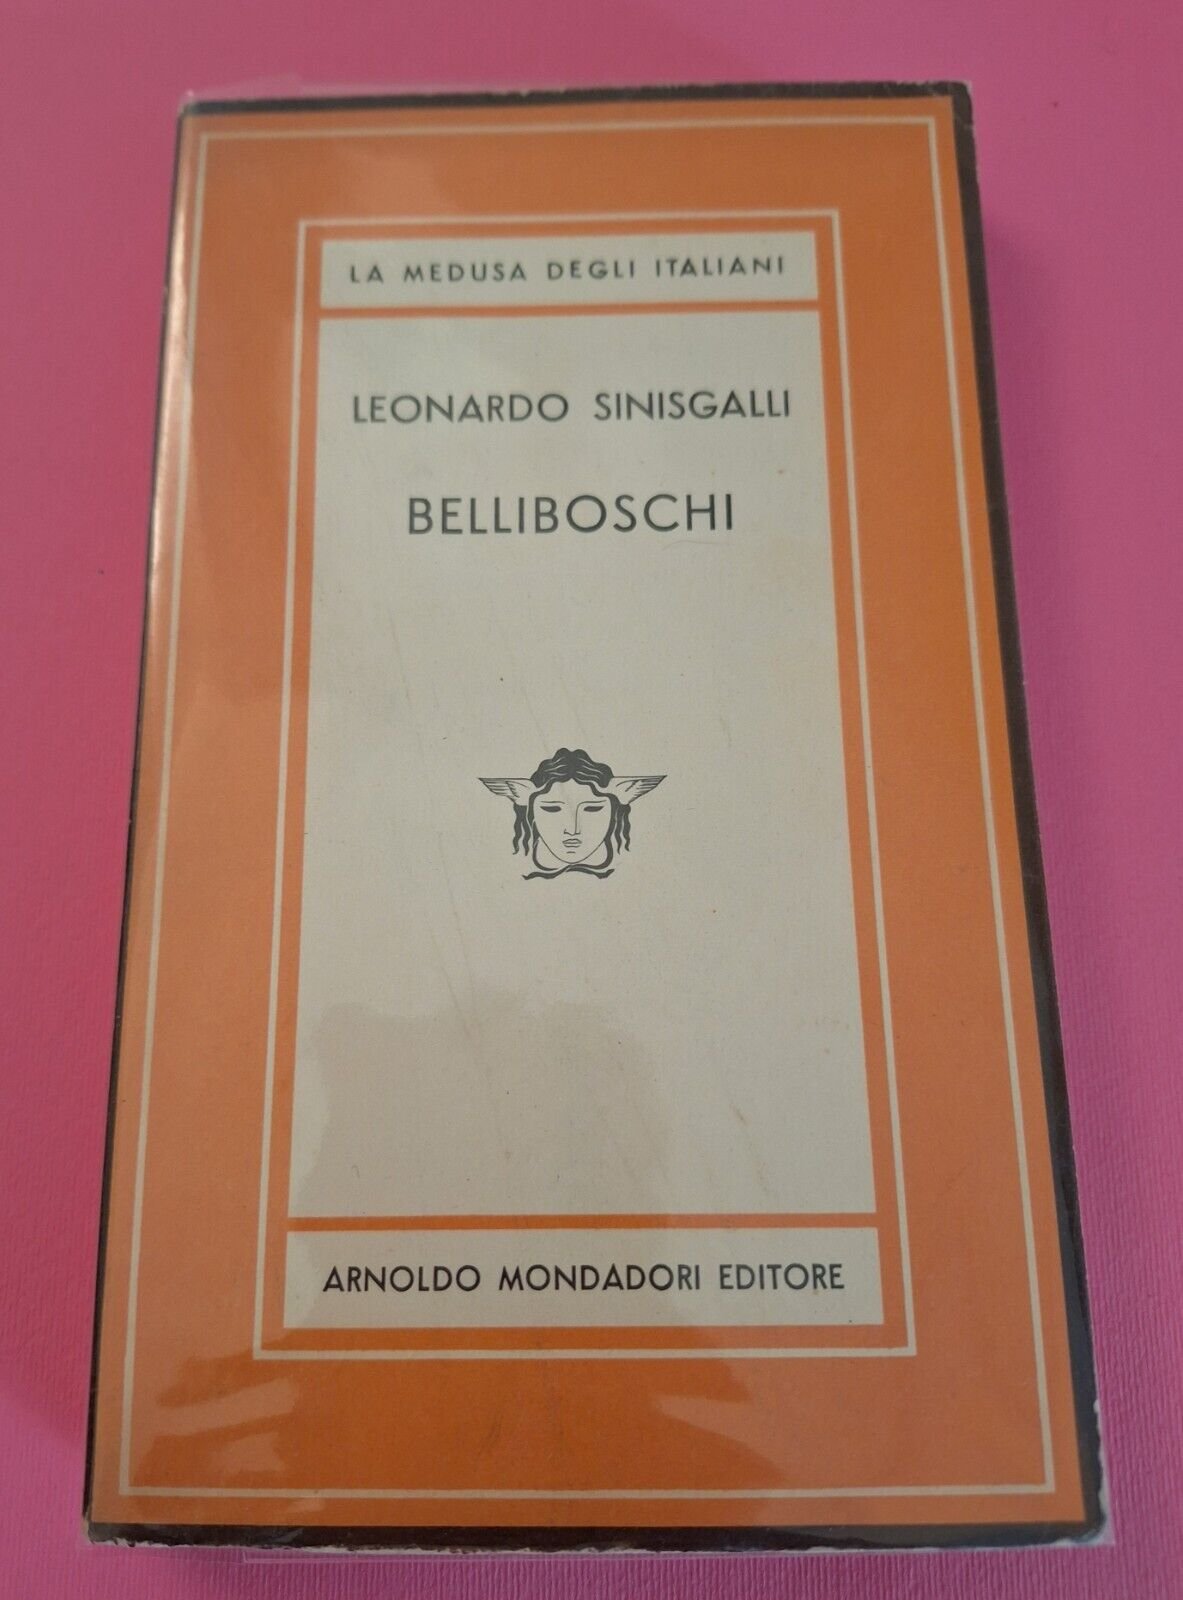 LA MEDUSA DEGLI ITALIANI
LEONARDO SINISGALLI
BELLIBOSCHI
ARNOLDO MONDADORI EDITORE